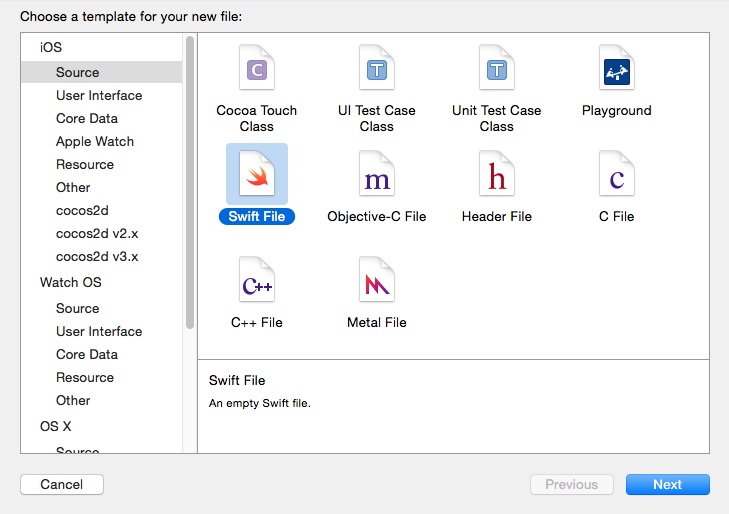 Choose a template for your new file:
iOS
Source
User Interface
Core Data
Apple Watch
Resource
Other
cocos2d
cocos2d v2.x
cocos2d v3.x
Watch OS
Source
User Interface
Core Data
Resource
Other
OS X
Source
C
T
T
Cocoa Touch
Class
UI Test Case
Class
Unit Test Case
Class
Playground
m
h
c
Swift File
Objective-C File
Header File
C File
C++
C++ File
Metal File
Swift File
An empty Swift file.
Cancel
Previous
Next